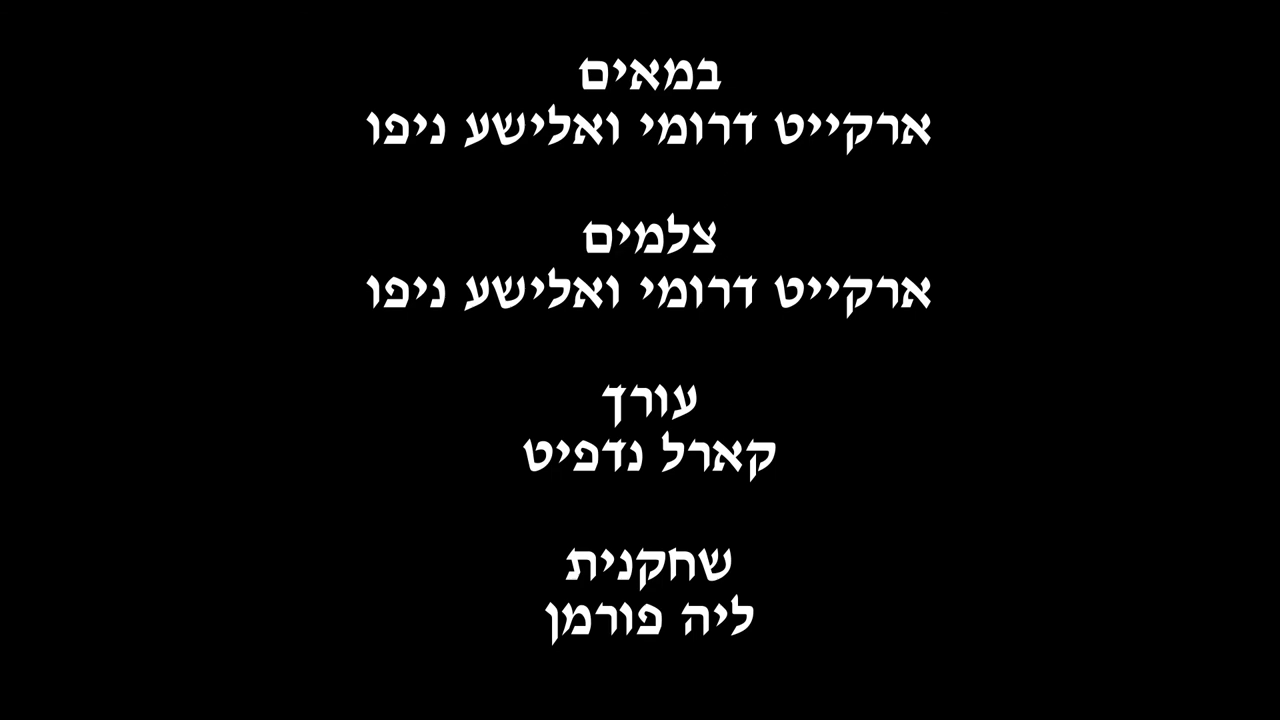 במאים
ארקייט דרומי ואלישע ניפו
צלמים
ארקייט דרומי ואלישע ניפו
עורך
קארל נדפיט
שחקנית
ליה פורמן